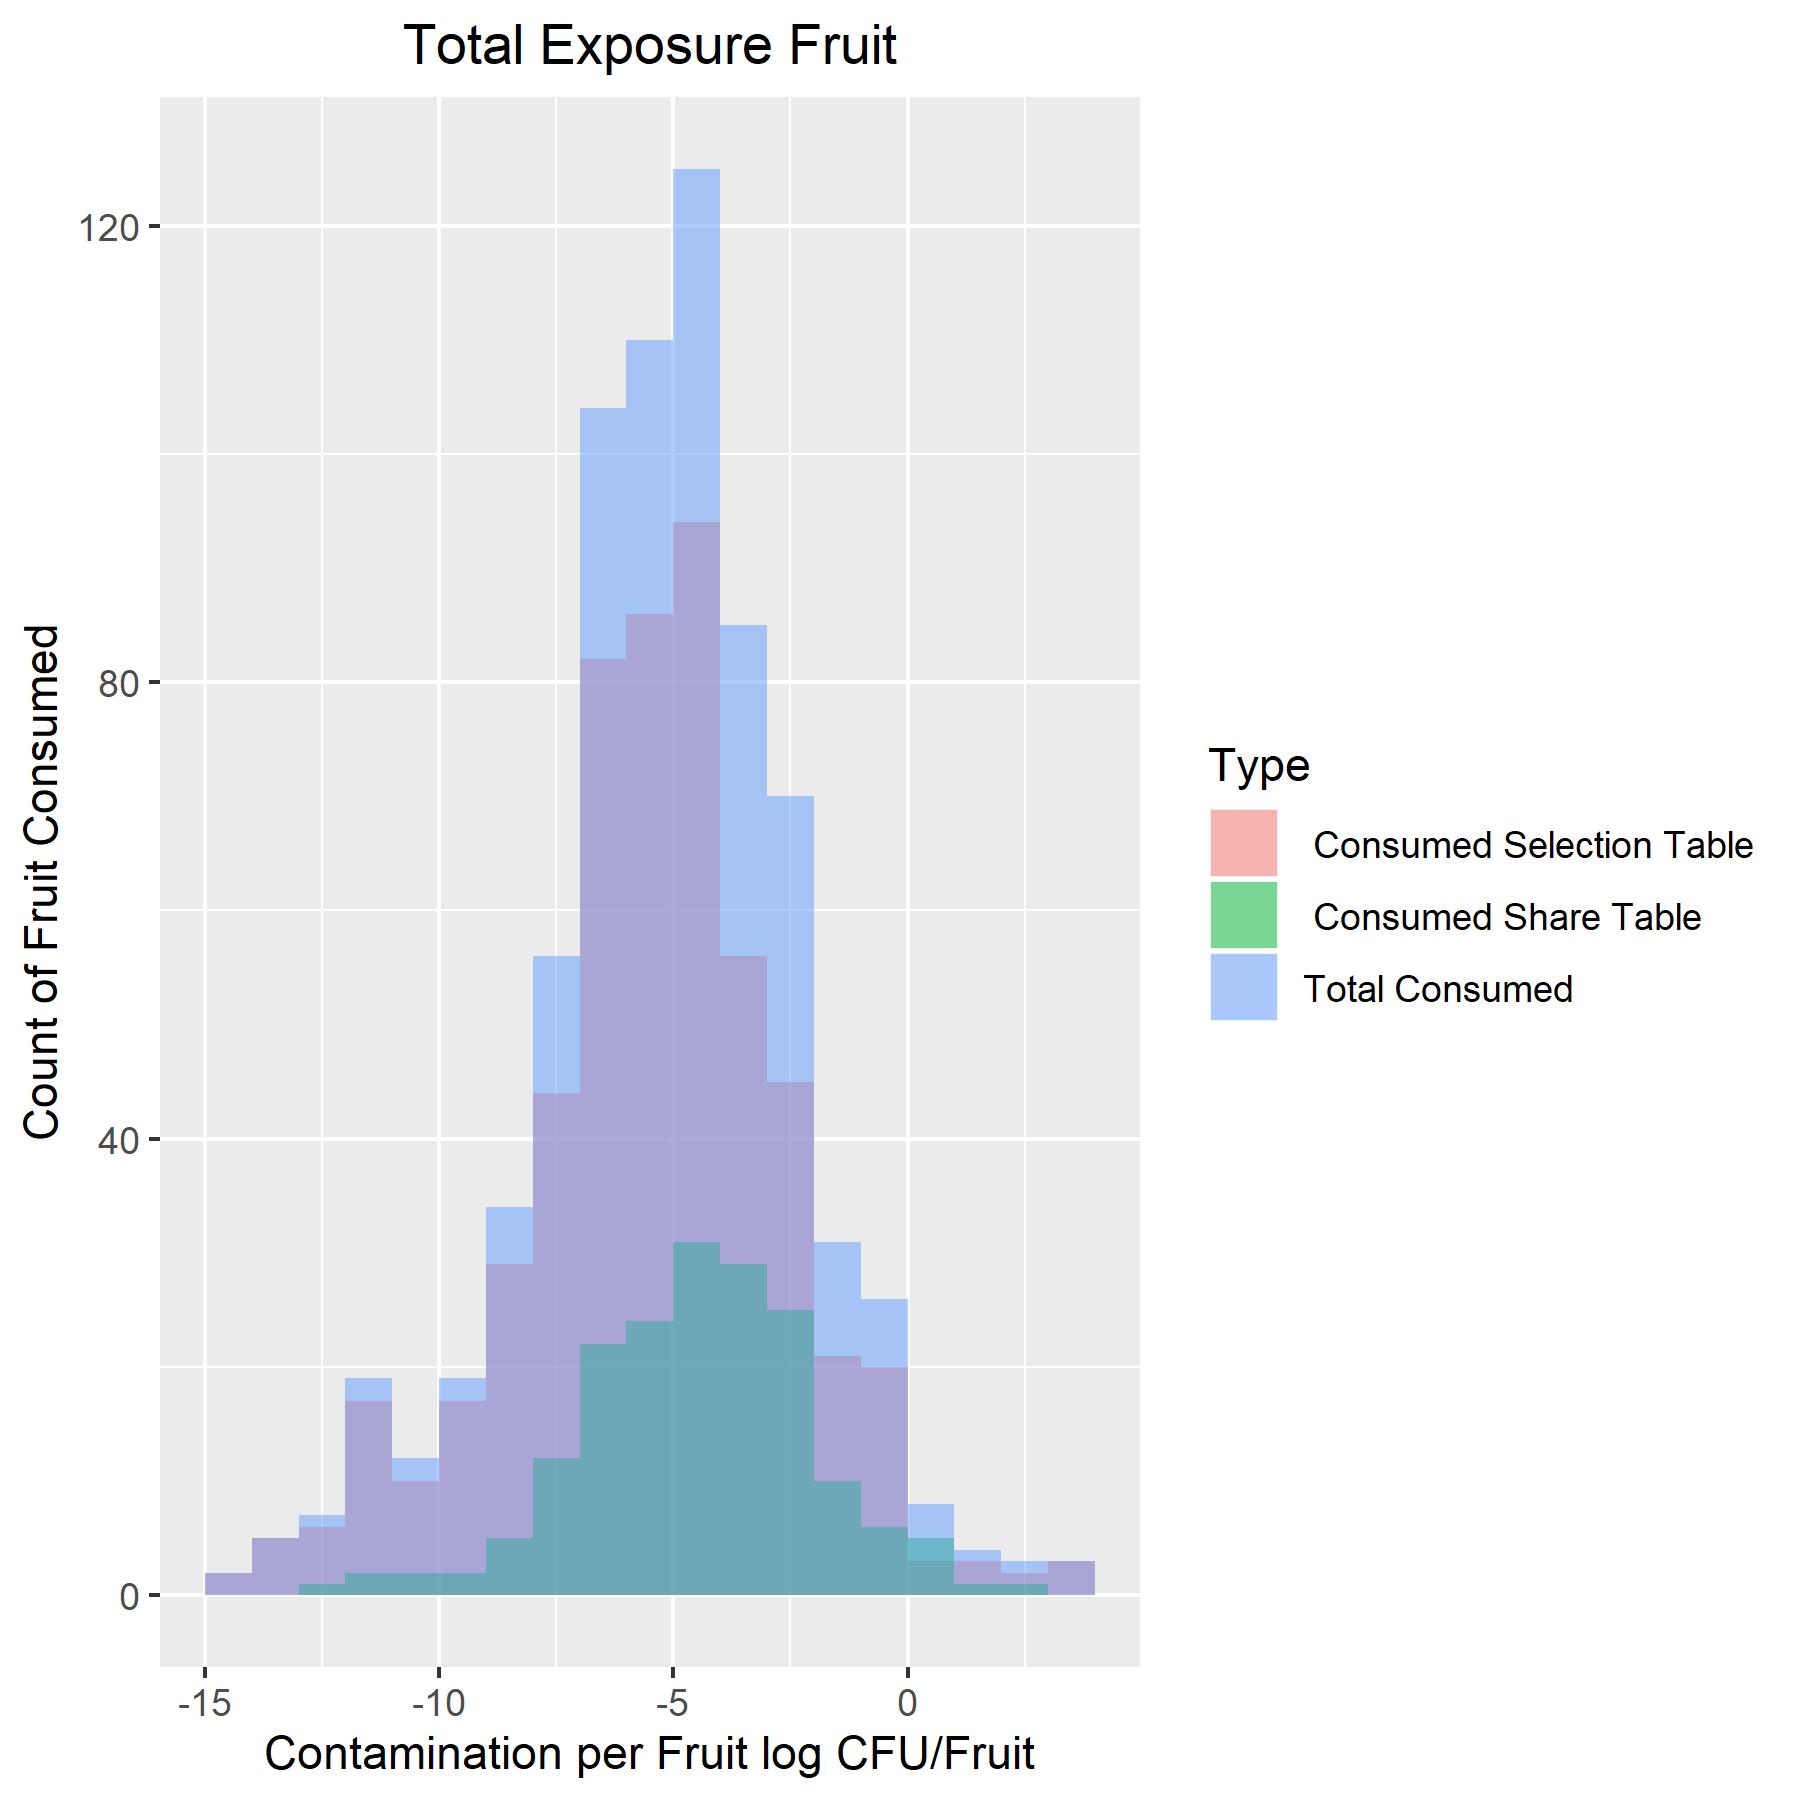 Total Exposure Fruit
120
80
40
0
Count of Fruit Consumed
-15
-10
-5
0
Contamination per Fruit log CFU/Fruit
Type
Consumed Selection Table
Consumed Share Table
Total Consumed